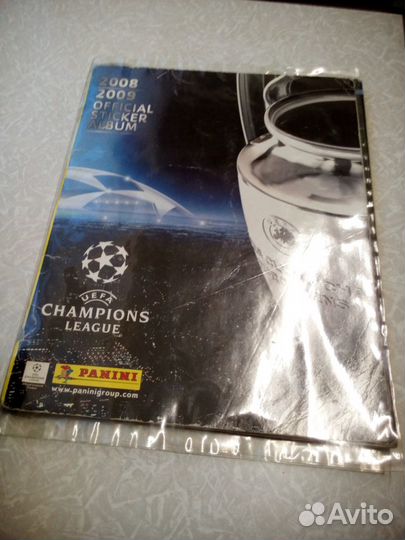 2008
2009
OFFICIAL
STICKER
ALBUM
UEFA
CHAMPIONS
LEAGUE
PANINI
www.paninigroup.com
Avito